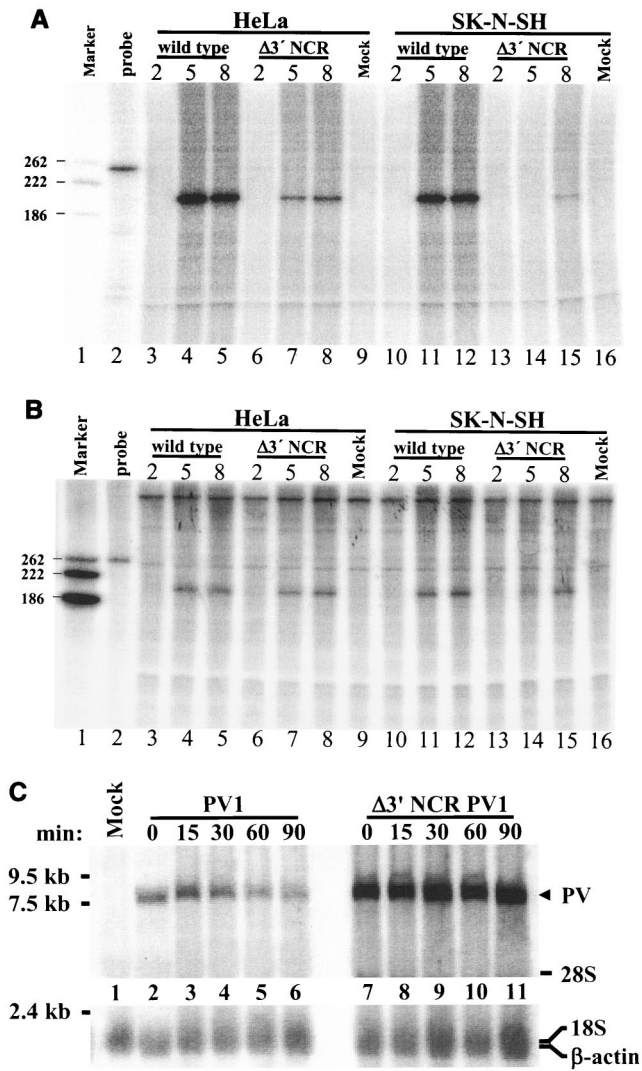 A
HeLa
SK-N-SH
Marker
probe
wild type
Δ3´ NCR
Mock
wild type
Δ3´ NCR
Mock
2 5 8 2 5 8 2 5 8 2 5 8
262
222
186
1 2 3 4 5 6 7 8 9 10 11 12 13 14 15 16
B
HeLa
SK-N-SH
Marker
probe
wild type
Δ3´ NCR
Mock
wild type
Δ3´ NCR
Mock
2 5 8 2 5 8 2 5 8 2 5 8
262
222
186
1 2 3 4 5 6 7 8 9 10 11 12 13 14 15 16
C
Mock
PV1
Δ3' NCR PV1
min: 0 15 30 60 90 0 15 30 60 90
9.5 kb
7.5 kb
PV
28S
1 2 3 4 5 6 7 8 9 10 11
2.4 kb
18S
β-actin